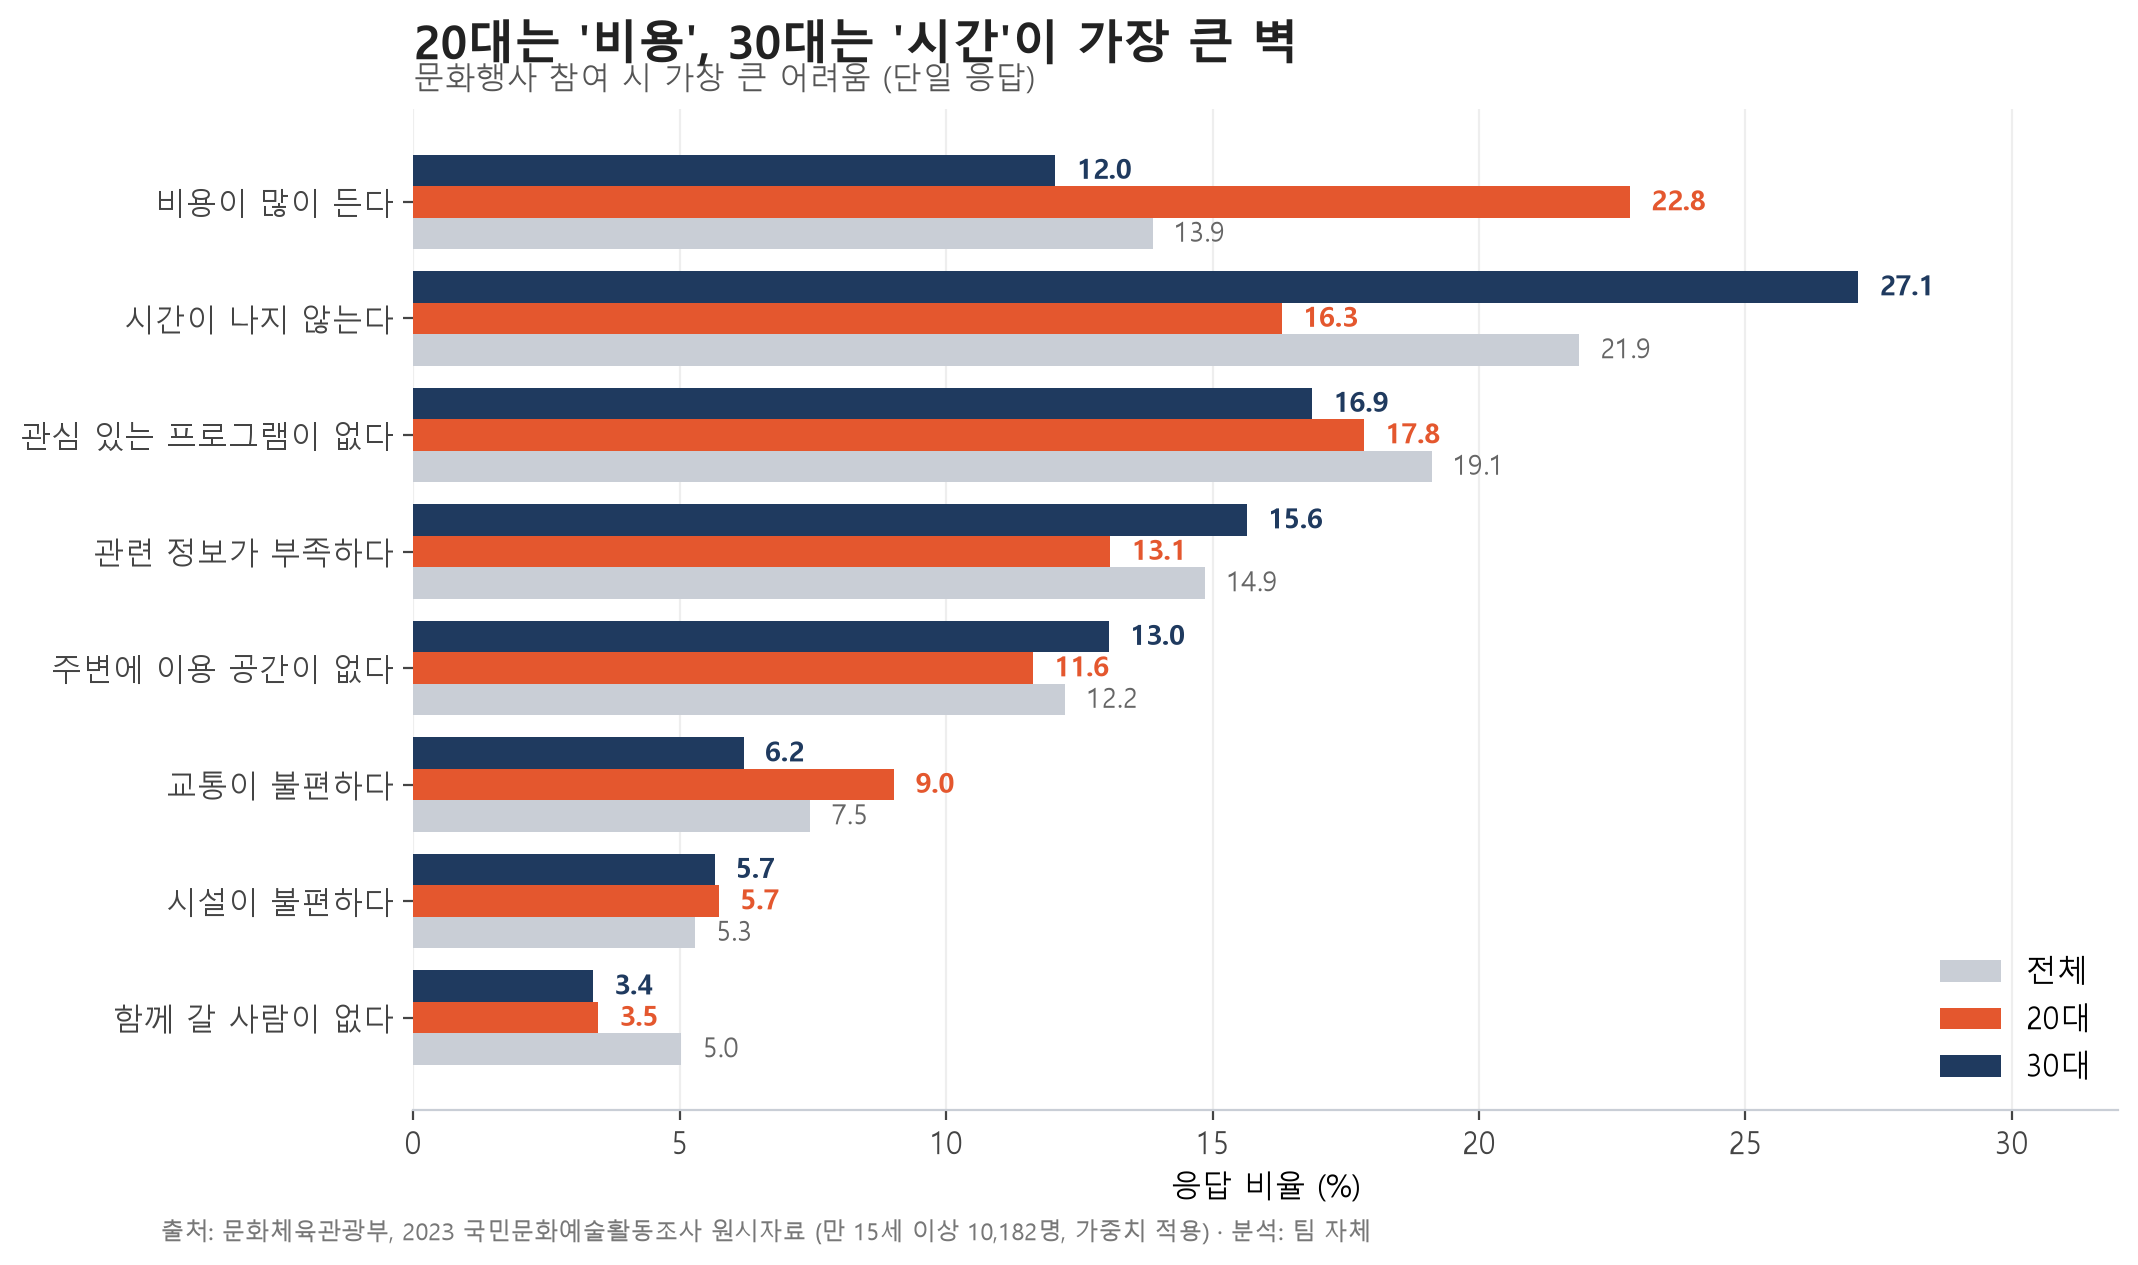 20대는 '비용', 30대는 '시간'이 가장 큰 벽
문화행사 참여 시 가장 큰 어려움 (단일 응답)
비용이 많이 든다
12.0
22.8
13.9
시간이 나지 않는다
27.1
16.3
21.9
관심 있는 프로그램이 없다
16.9
17.8
19.1
관련 정보가 부족하다
15.6
13.1
14.9
주변에 이용 공간이 없다
13.0
11.6
12.2
교통이 불편하다
6.2
9.0
7.5
시설이 불편하다
5.7
5.7
5.3
함께 갈 사람이 없다
3.4
3.5
5.0
전체
20대
30대
0 5 10 15 20 25 30
응답 비율 (%)
출처: 문화체육관광부, 2023 국민문화예술활동조사 원시자료 (만 15세 이상 10,182명, 가중치 적용) · 분석: 팀 자체